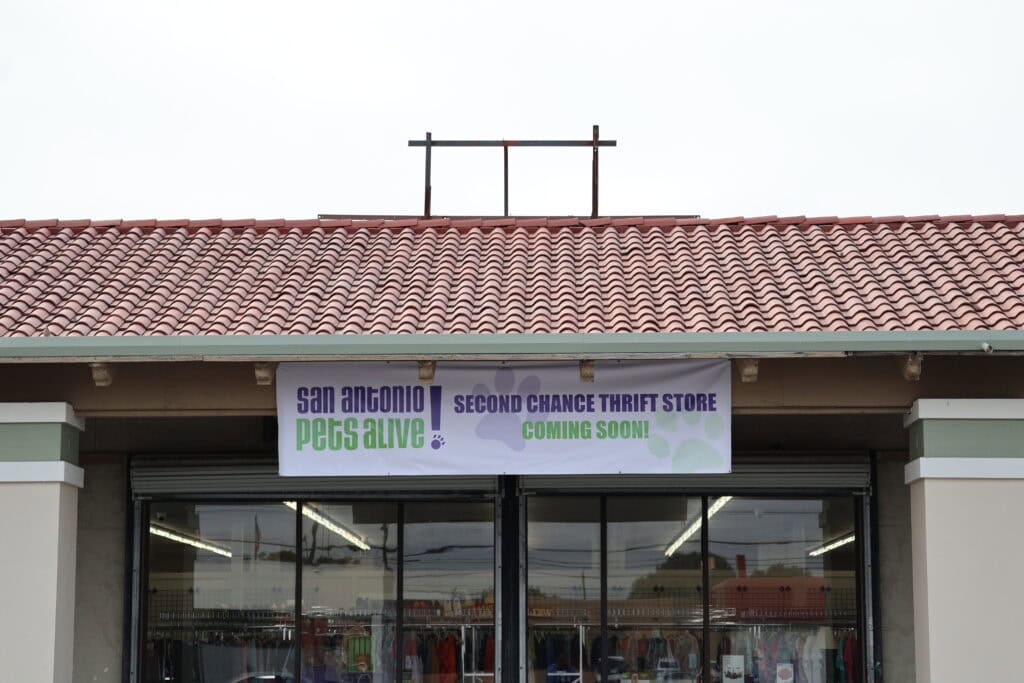 san antonio
pets alive!
SECOND CHANCE THRIFT STORE
COMING SOON!